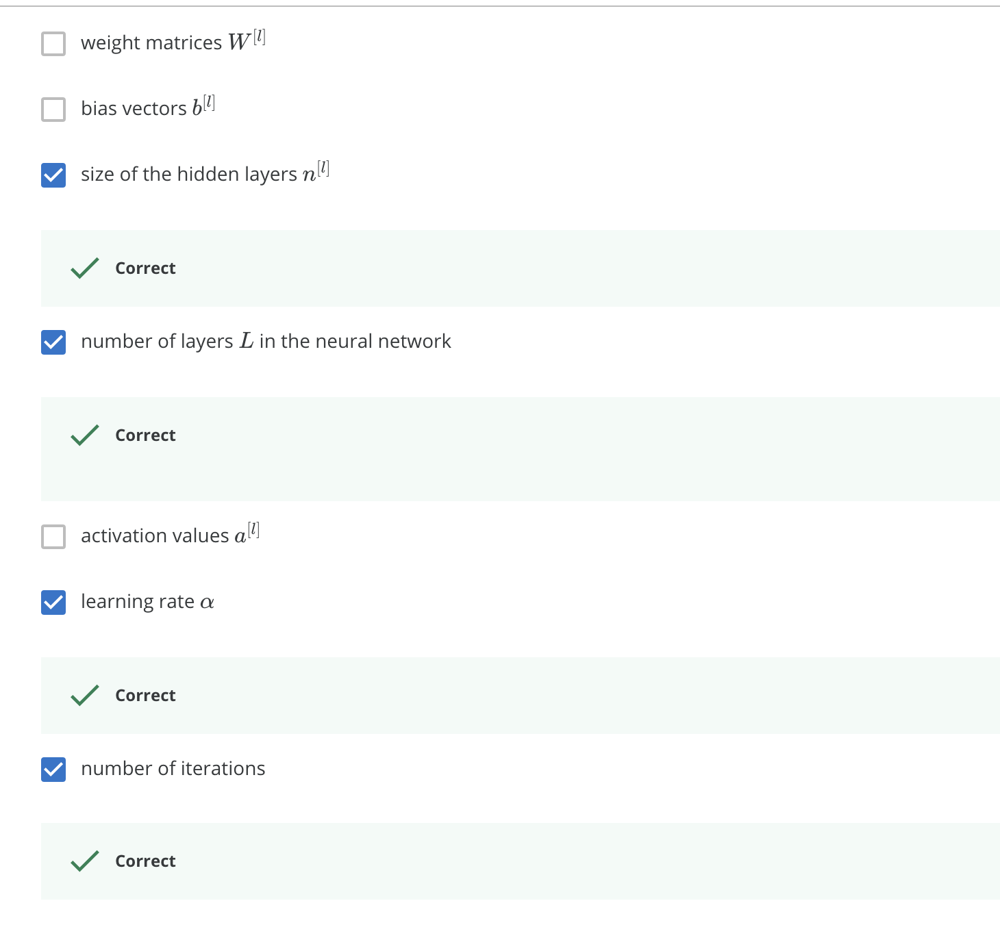 weight matrices W^{[l]}
bias vectors b^{[l]}
size of the hidden layers n^{[l]}
Correct
number of layers L in the neural network
Correct
activation values a^{[l]}
learning rate α
Correct
number of iterations
Correct